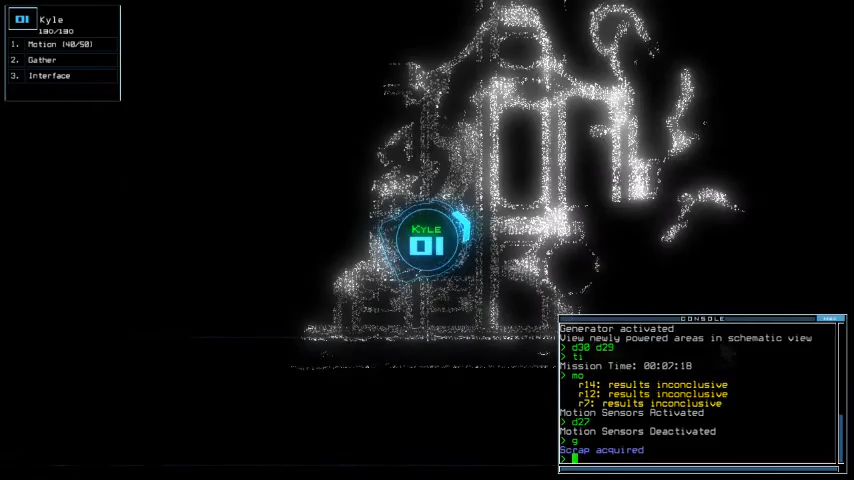 01 Kyle
130/130
1. Motion (40/50)
2. Gather
3. Interface
Kyle
01
CONSOLE
Generator activated
View newly powered areas in schematic view
> d30 d29
> ti
Mission Time: 00:07:18
> mo
r14: results inconclusive
r12: results inconclusive
r7: results inconclusive
Motion Sensors Activated
> d27
Motion Sensors Deactivated
> g
Scrap acquired
>